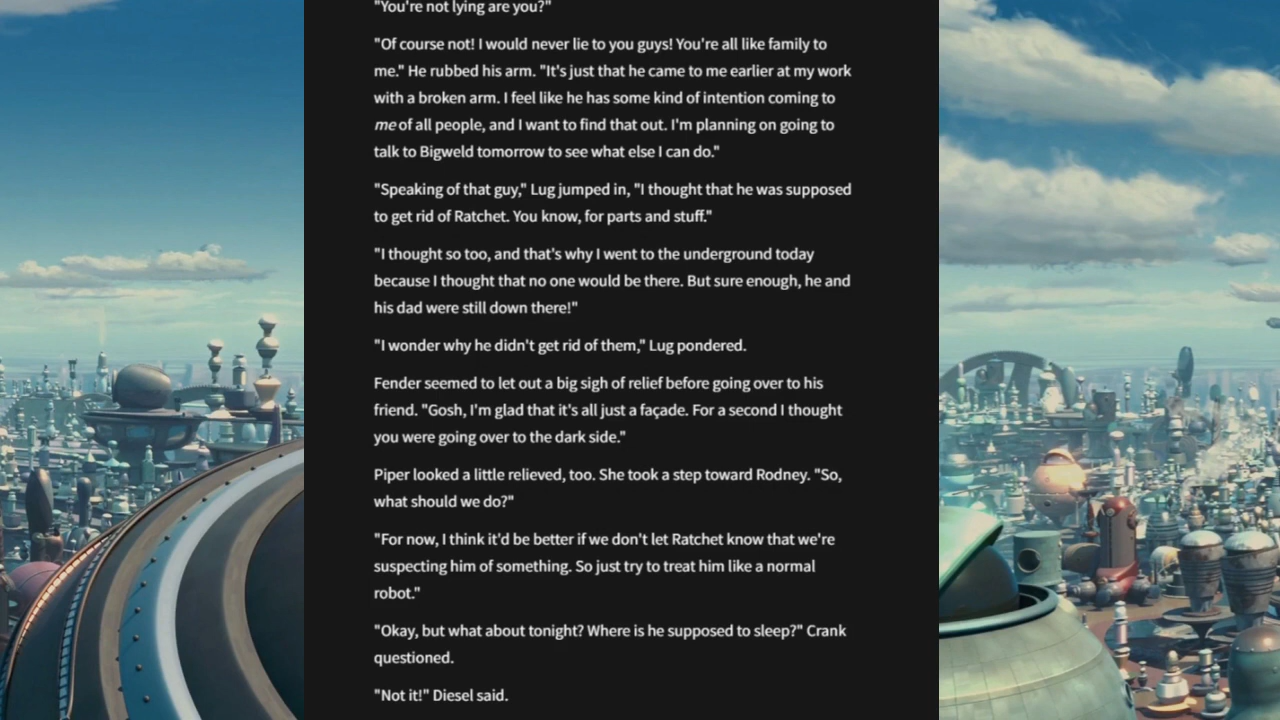 "You're not lying are you?"
"Of course not! I would never lie to you guys! You're all like family to
me." He rubbed his arm. "It's just that he came to me earlier at my work
with a broken arm. I feel like he has some kind of intention coming to
me of all people, and I want to find that out. I'm planning on going to
talk to Bigweld tomorrow to see what else I can do."
"Speaking of that guy," Lug jumped in, "I thought that he was supposed
to get rid of Ratchet. You know, for parts and stuff."
"I thought so too, and that's why I went to the underground today
because I thought that no one would be there. But sure enough, he and
his dad were still down there!"
"I wonder why he didn't get rid of them," Lug pondered.
Fender seemed to let out a big sigh of relief before going over to his
friend. "Gosh, I'm glad that it's all just a façade. For a second I thought
you were going over to the dark side."
Piper looked a little relieved, too. She took a step toward Rodney. "So,
what should we do?"
"For now, I think it'd be better if we don't let Ratchet know that we're
suspecting him of something. So just try to treat him like a normal
robot."
"Okay, but what about tonight? Where is he supposed to sleep?" Crank
questioned.
"Not it!" Diesel said.